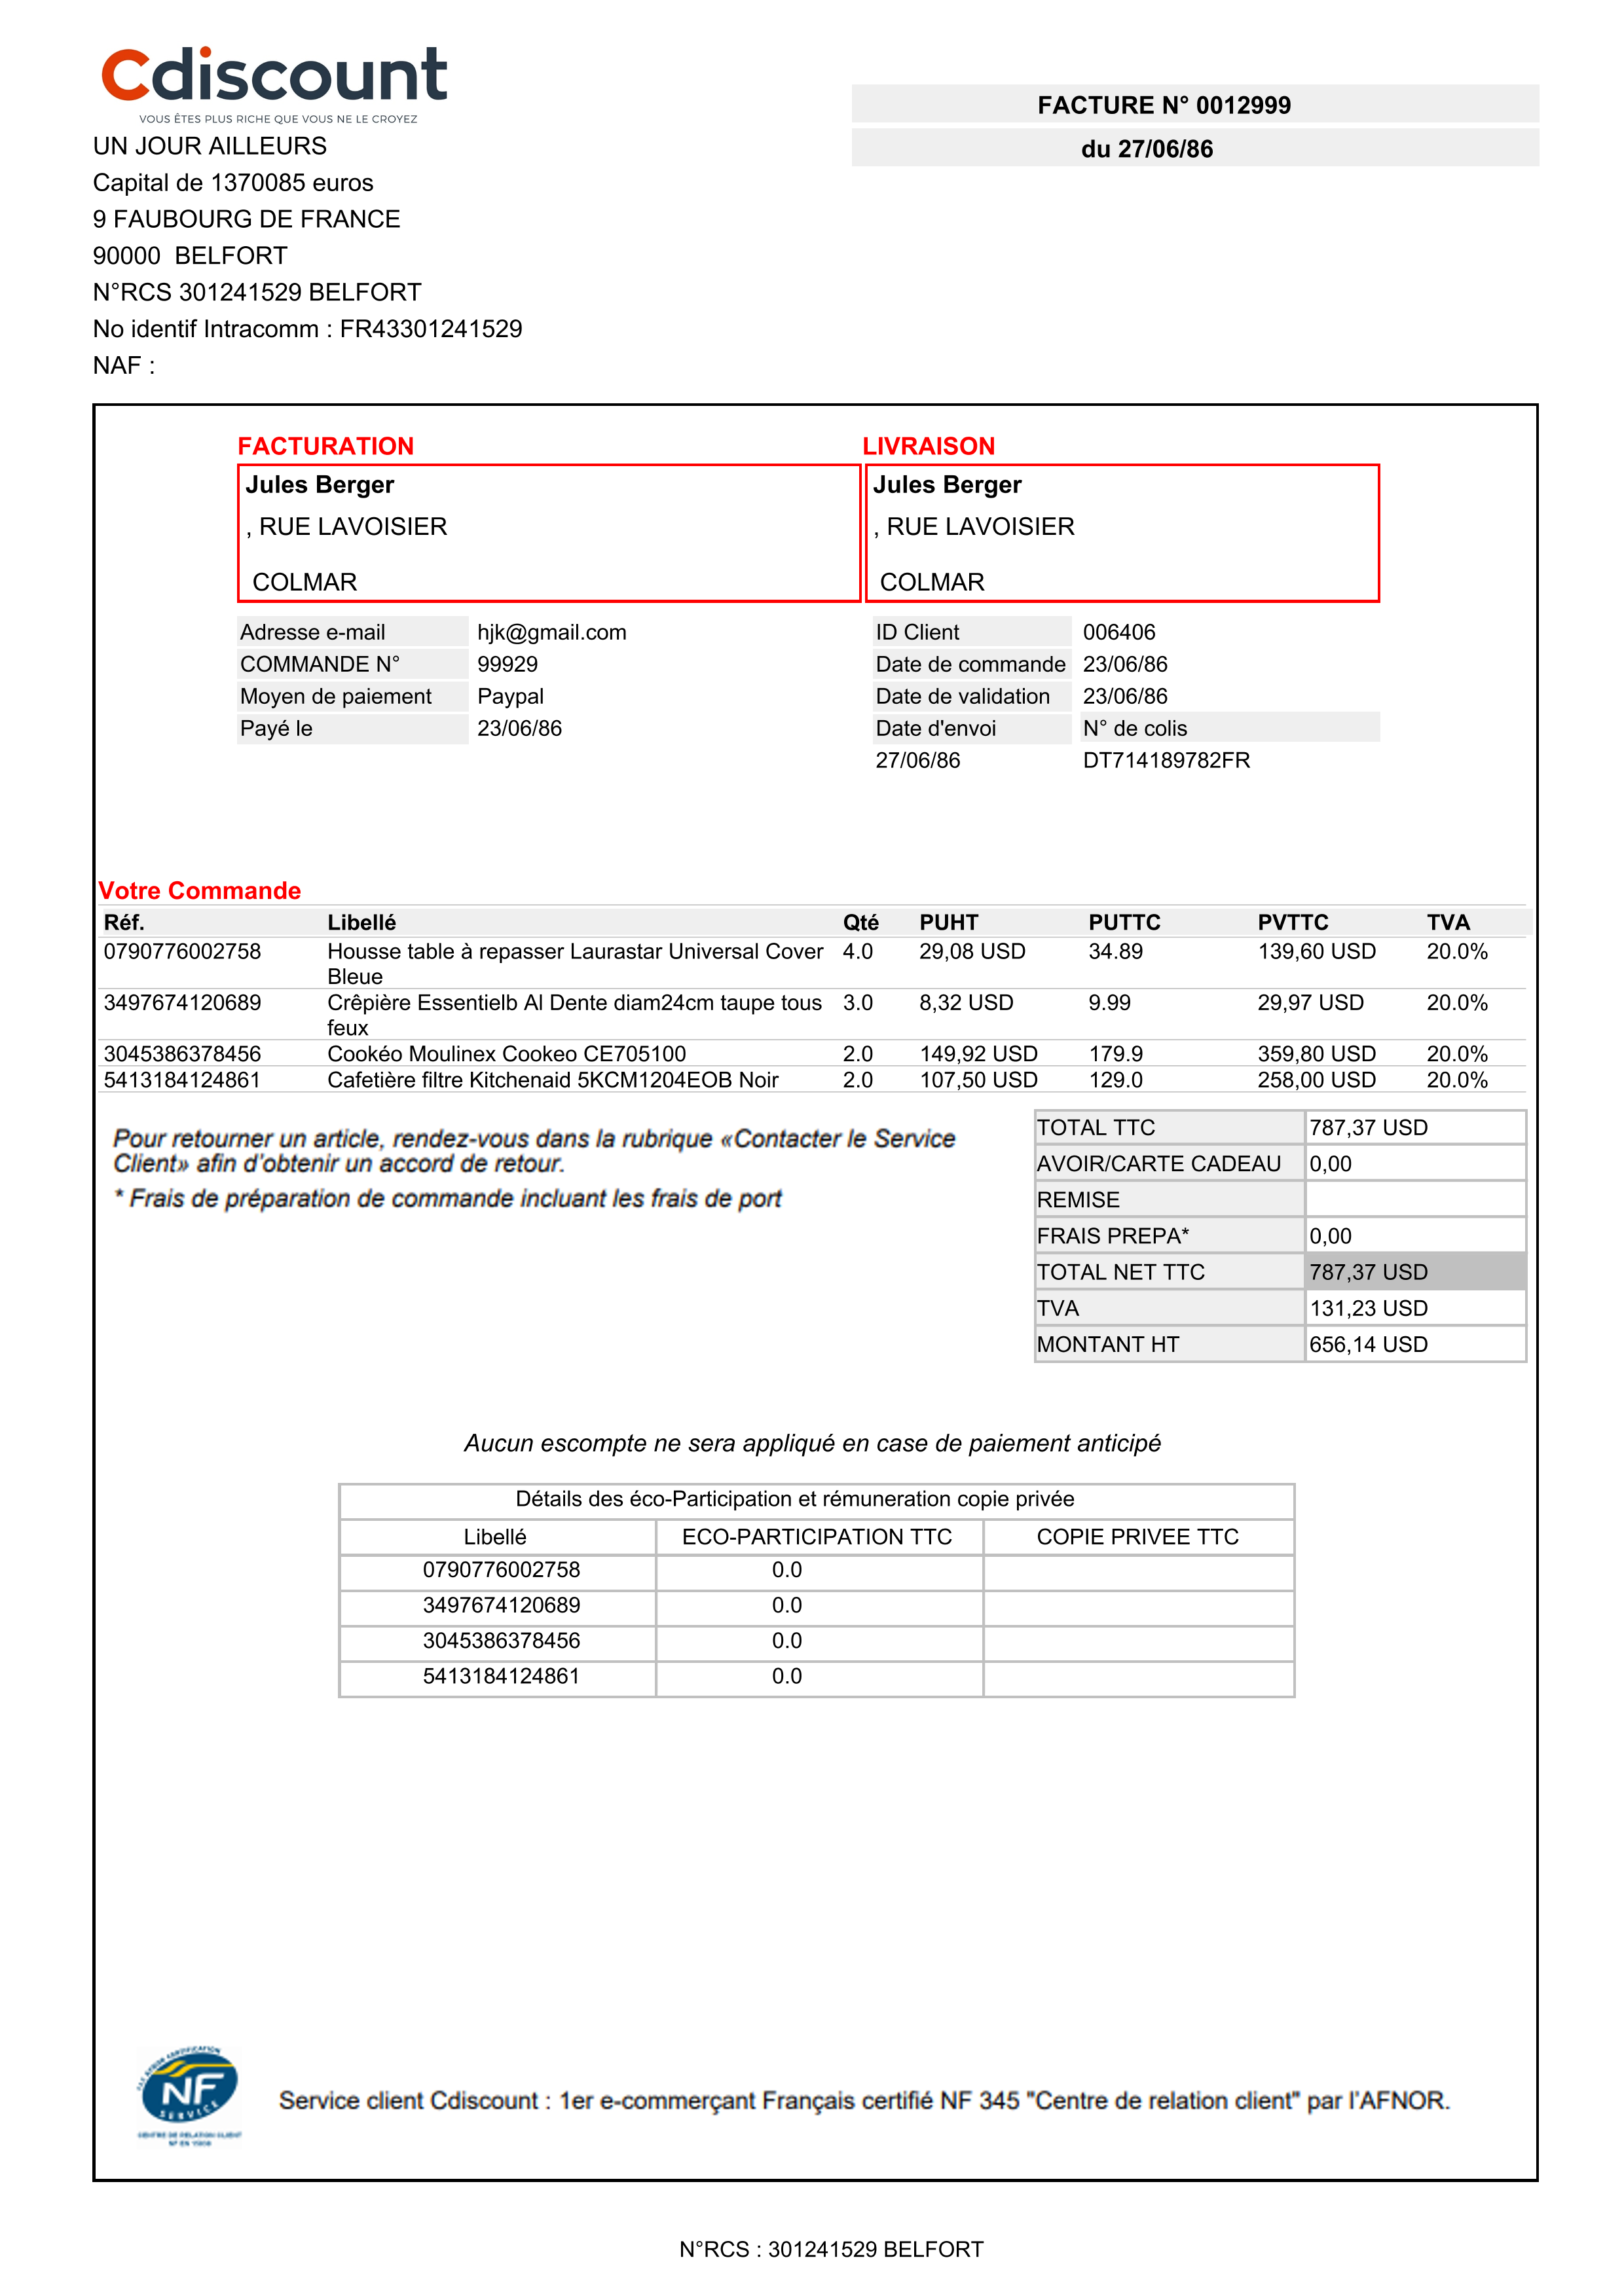 Cdiscount
VOUS ÊTES PLUS RICHE QUE VOUS NE LE CROYEZ
FACTURE N° 0012999
du 27/06/86
UN JOUR AILLEURS
Capital de 1370085 euros
9 FAUBOURG DE FRANCE
90000 BELFORT
N°RCS 301241529 BELFORT
No identif Intracomm : FR43301241529
NAF :
FACTURATION LIVRAISON
Jules Berger Jules Berger
, RUE LAVOISIER , RUE LAVOISIER
COLMAR COLMAR
Adresse e-mail hjk@gmail.com ID Client 006406
COMMANDE N° 99929 Date de commande 23/06/86
Moyen de paiement Paypal Date de validation 23/06/86
Payé le 23/06/86 Date d'envoi N° de colis
27/06/86 DT714189782FR
Votre Commande
Réf. Libellé Qté PUHT PUTTC PVTTC TVA
0790776002758 Housse table à repasser Laurastar Universal Cover 4.0 29,08 USD 34.89 139,60 USD 20.0%
Bleue
3497674120689 Crêpière Essentielb Al Dente diam24cm taupe tous 3.0 8,32 USD 9.99 29,97 USD 20.0%
feux
3045386378456 Cookéo Moulinex Cookeo CE705100 2.0 149,92 USD 179.9 359,80 USD 20.0%
5413184124861 Cafetière filtre Kitchenaid 5KCM1204EOB Noir 2.0 107,50 USD 129.0 258,00 USD 20.0%
Pour retourner un article, rendez-vous dans la rubrique «Contacter le Service
Client» afin d'obtenir un accord de retour.
* Frais de préparation de commande incluant les frais de port
TOTAL TTC 787,37 USD
AVOIR/CARTE CADEAU 0,00
REMISE
FRAIS PREPA* 0,00
TOTAL NET TTC 787,37 USD
TVA 131,23 USD
MONTANT HT 656,14 USD
Aucun escompte ne sera appliqué en case de paiement anticipé
Détails des éco-Participation et rémuneration copie privée
Libellé ECO-PARTICIPATION TTC COPIE PRIVEE TTC
0790776002758 0.0
3497674120689 0.0
3045386378456 0.0
5413184124861 0.0
NF
SERVICE
CENTRE DE RELATION CLIENT
Service client Cdiscount : 1er e-commerçant Français certifié NF 345 "Centre de relation client" par l'AFNOR.
N°RCS : 301241529 BELFORT